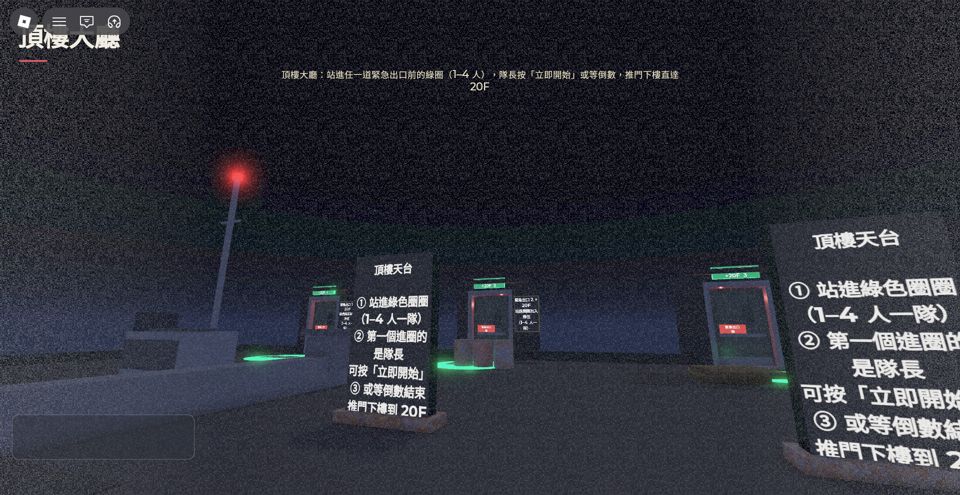 頂樓大廳
頂樓大廳：站進任一道緊急出口前的綠圈（1–4 人），隊長按「立即開始」或等倒數，推門下樓直達
20F
頂樓天台
① 站進綠色圈圈
（1–4 人一隊）
② 第一個進圈的
是隊長
可按「立即開始」
③ 或等倒數結束
推門下樓到 20F
頂樓天台
① 站進綠色圈圈
（1–4 人一隊）
② 第一個進圈的
是隊長
可按「立即開始
③ 或等倒數結
推門下樓到 2